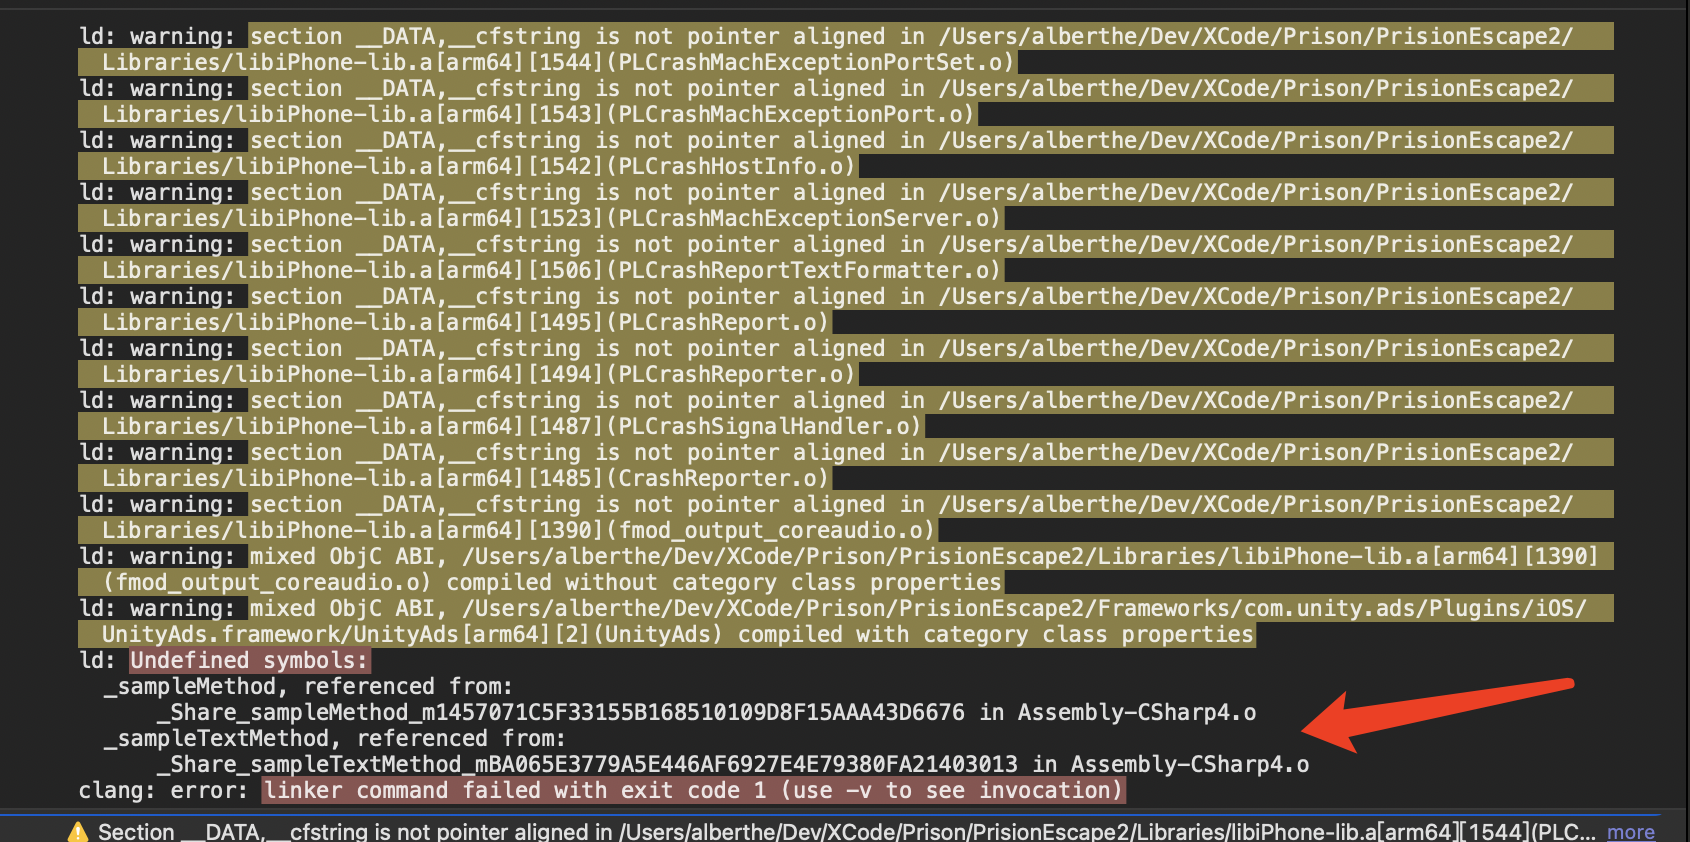 ld: warning: section __DATA,__cfstring is not pointer aligned in /Users/alberthe/Dev/XCode/Prison/PrisionEscape2/
Libraries/libiPhone-lib.a[arm64][1544](PLCrashMachExceptionPortSet.o)
ld: warning: section __DATA,__cfstring is not pointer aligned in /Users/alberthe/Dev/XCode/Prison/PrisionEscape2/
Libraries/libiPhone-lib.a[arm64][1543](PLCrashMachExceptionPort.o)
ld: warning: section __DATA,__cfstring is not pointer aligned in /Users/alberthe/Dev/XCode/Prison/PrisionEscape2/
Libraries/libiPhone-lib.a[arm64][1542](PLCrashHostInfo.o)
ld: warning: section __DATA,__cfstring is not pointer aligned in /Users/alberthe/Dev/XCode/Prison/PrisionEscape2/
Libraries/libiPhone-lib.a[arm64][1523](PLCrashMachExceptionServer.o)
ld: warning: section __DATA,__cfstring is not pointer aligned in /Users/alberthe/Dev/XCode/Prison/PrisionEscape2/
Libraries/libiPhone-lib.a[arm64][1506](PLCrashReportTextFormatter.o)
ld: warning: section __DATA,__cfstring is not pointer aligned in /Users/alberthe/Dev/XCode/Prison/PrisionEscape2/
Libraries/libiPhone-lib.a[arm64][1495](PLCrashReport.o)
ld: warning: section __DATA,__cfstring is not pointer aligned in /Users/alberthe/Dev/XCode/Prison/PrisionEscape2/
Libraries/libiPhone-lib.a[arm64][1494](PLCrashReporter.o)
ld: warning: section __DATA,__cfstring is not pointer aligned in /Users/alberthe/Dev/XCode/Prison/PrisionEscape2/
Libraries/libiPhone-lib.a[arm64][1487](PLCrashSignalHandler.o)
ld: warning: section __DATA,__cfstring is not pointer aligned in /Users/alberthe/Dev/XCode/Prison/PrisionEscape2/
Libraries/libiPhone-lib.a[arm64][1485](CrashReporter.o)
ld: warning: section __DATA,__cfstring is not pointer aligned in /Users/alberthe/Dev/XCode/Prison/PrisionEscape2/
Libraries/libiPhone-lib.a[arm64][1390](fmod_output_coreaudio.o)
ld: warning: mixed ObjC ABI, /Users/alberthe/Dev/XCode/Prison/PrisionEscape2/Libraries/libiPhone-lib.a[arm64][1390]
(fmod_output_coreaudio.o) compiled without category class properties
ld: warning: mixed ObjC ABI, /Users/alberthe/Dev/XCode/Prison/PrisionEscape2/Frameworks/com.unity.ads/Plugins/iOS/
UnityAds.framework/UnityAds[arm64][2](UnityAds) compiled with category class properties
ld: Undefined symbols:
_sampleMethod, referenced from:
_Share_sampleMethod_m1457071C5F33155B168510109D8F15AAA43D6676 in Assembly-CSharp4.o
_sampleTextMethod, referenced from:
_Share_sampleTextMethod_mBA065E3779A5E446AF6927E4E79380FA21403013 in Assembly-CSharp4.o
clang: error: linker command failed with exit code 1 (use -v to see invocation)
Section __DATA,__cfstring is not pointer aligned in /Users/alberthe/Dev/XCode/Prison/PrisionEscape2/Libraries/libiPhone-lib.a[arm64][1544](PLC... more